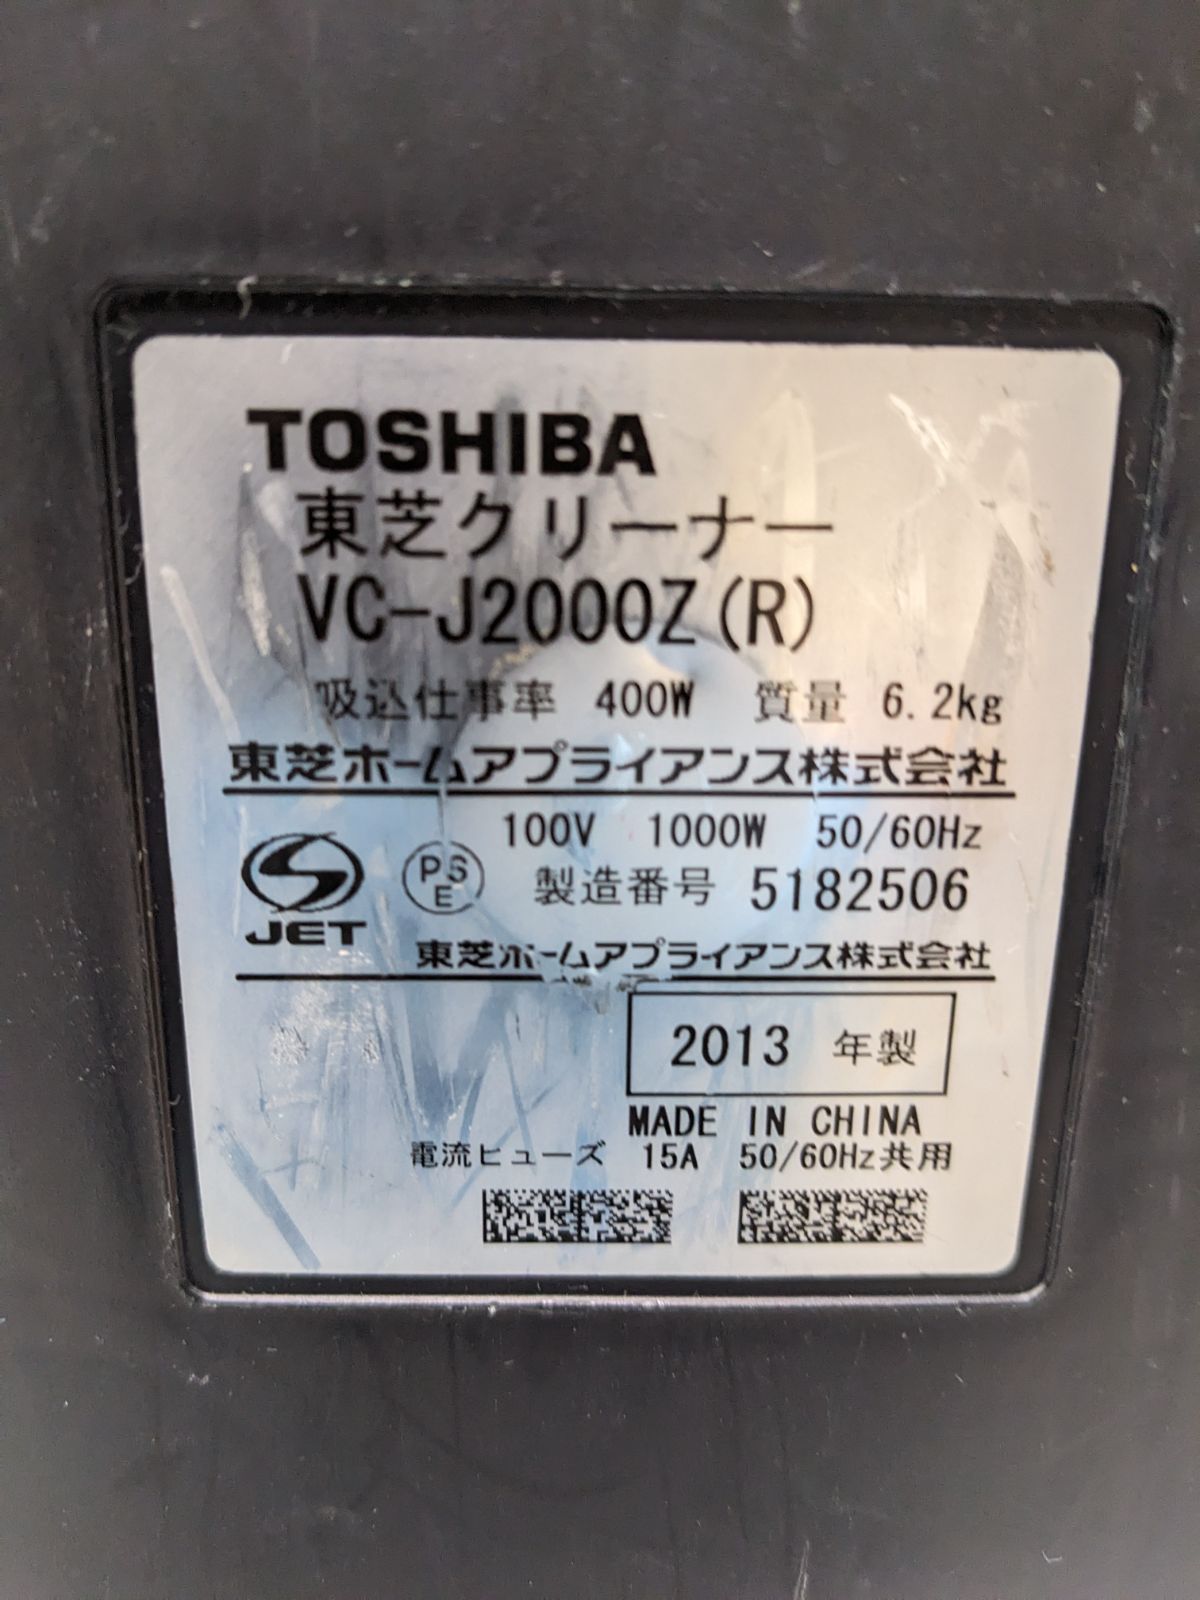 TOSHIBA
東芝クリーナー
VC-J2000Z(R)
吸込仕事率 400W 質量 6.2kg
東芝ホームアプライアンス株式会社
100V 1000W 50/60Hz
PSE 製造番号 5182506
JET
東芝ホームアプライアンス株式会社
2013 年製
MADE IN CHINA
電流ヒューズ 15A 50/60Hz共用